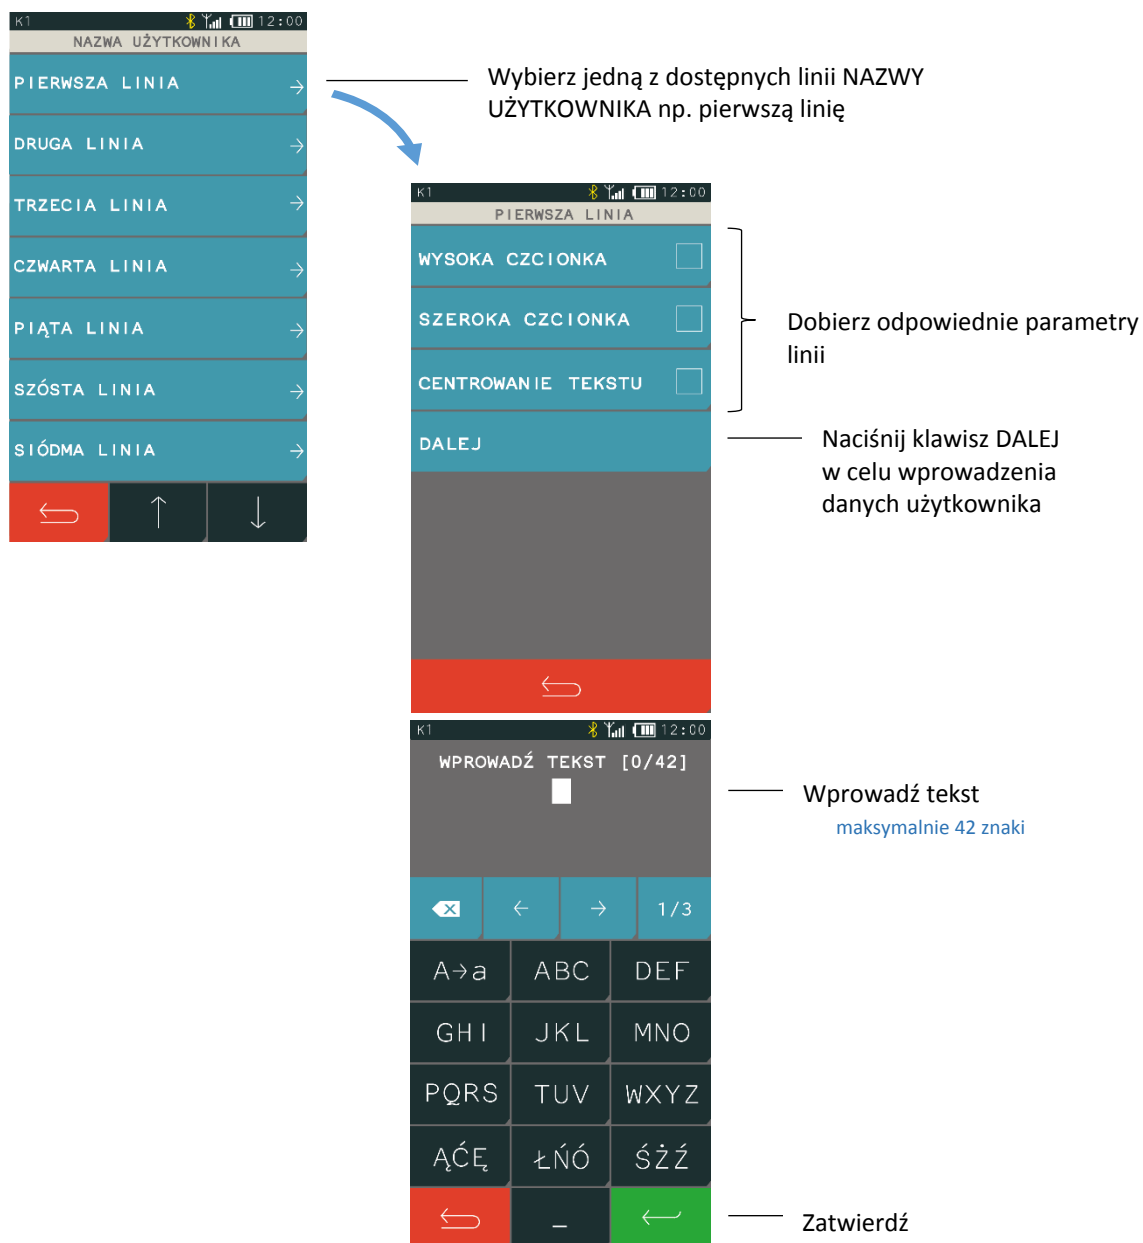 K1 12:00
NAZWA UŻYTKOWNIKA
PIERWSZA LINIA →
DRUGA LINIA →
TRZECIA LINIA →
CZWARTA LINIA →
PIĄTA LINIA →
SZÓSTA LINIA →
SIÓDMA LINIA →
↑ ↓
Wybierz jedną z dostępnych linii NAZWY
UŻYTKOWNIKA np. pierwszą linię
K1 12:00
PIERWSZA LINIA
WYSOKA CZCIONKA
SZEROKA CZCIONKA
CENTROWANIE TEKSTU
DALEJ
Dobierz odpowiednie parametry
linii
Naciśnij klawisz DALEJ
w celu wprowadzenia
danych użytkownika
K1 12:00
WPROWADŹ TEKST [0/42]
← → 1/3
A→a ABC DEF
GHI JKL MNO
PQRS TUV WXYZ
ĄĆĘ ŁŃÓ ŚŻŹ
_
Wprowadź tekst
maksymalnie 42 znaki
Zatwierdź